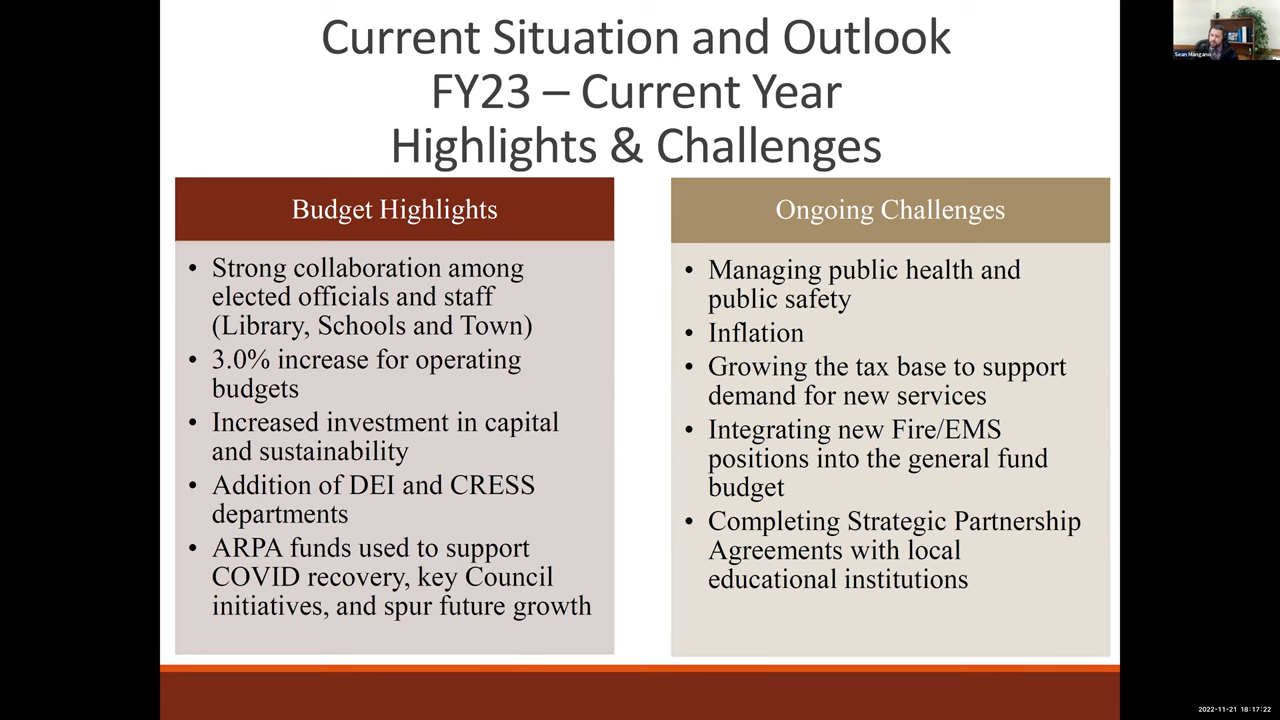 Current Situation and Outlook
FY23 – Current Year
Highlights & Challenges
Budget Highlights
• Strong collaboration among
elected officials and staff
(Library, Schools and Town)
• 3.0% increase for operating
budgets
• Increased investment in capital
and sustainability
• Addition of DEI and CRESS
departments
• ARPA funds used to support
COVID recovery, key Council
initiatives, and spur future growth
Ongoing Challenges
• Managing public health and
public safety
• Inflation
• Growing the tax base to support
demand for new services
• Integrating new Fire/EMS
positions into the general fund
budget
• Completing Strategic Partnership
Agreements with local
educational institutions
Sean Mangano
2022-11-21 18:17:22